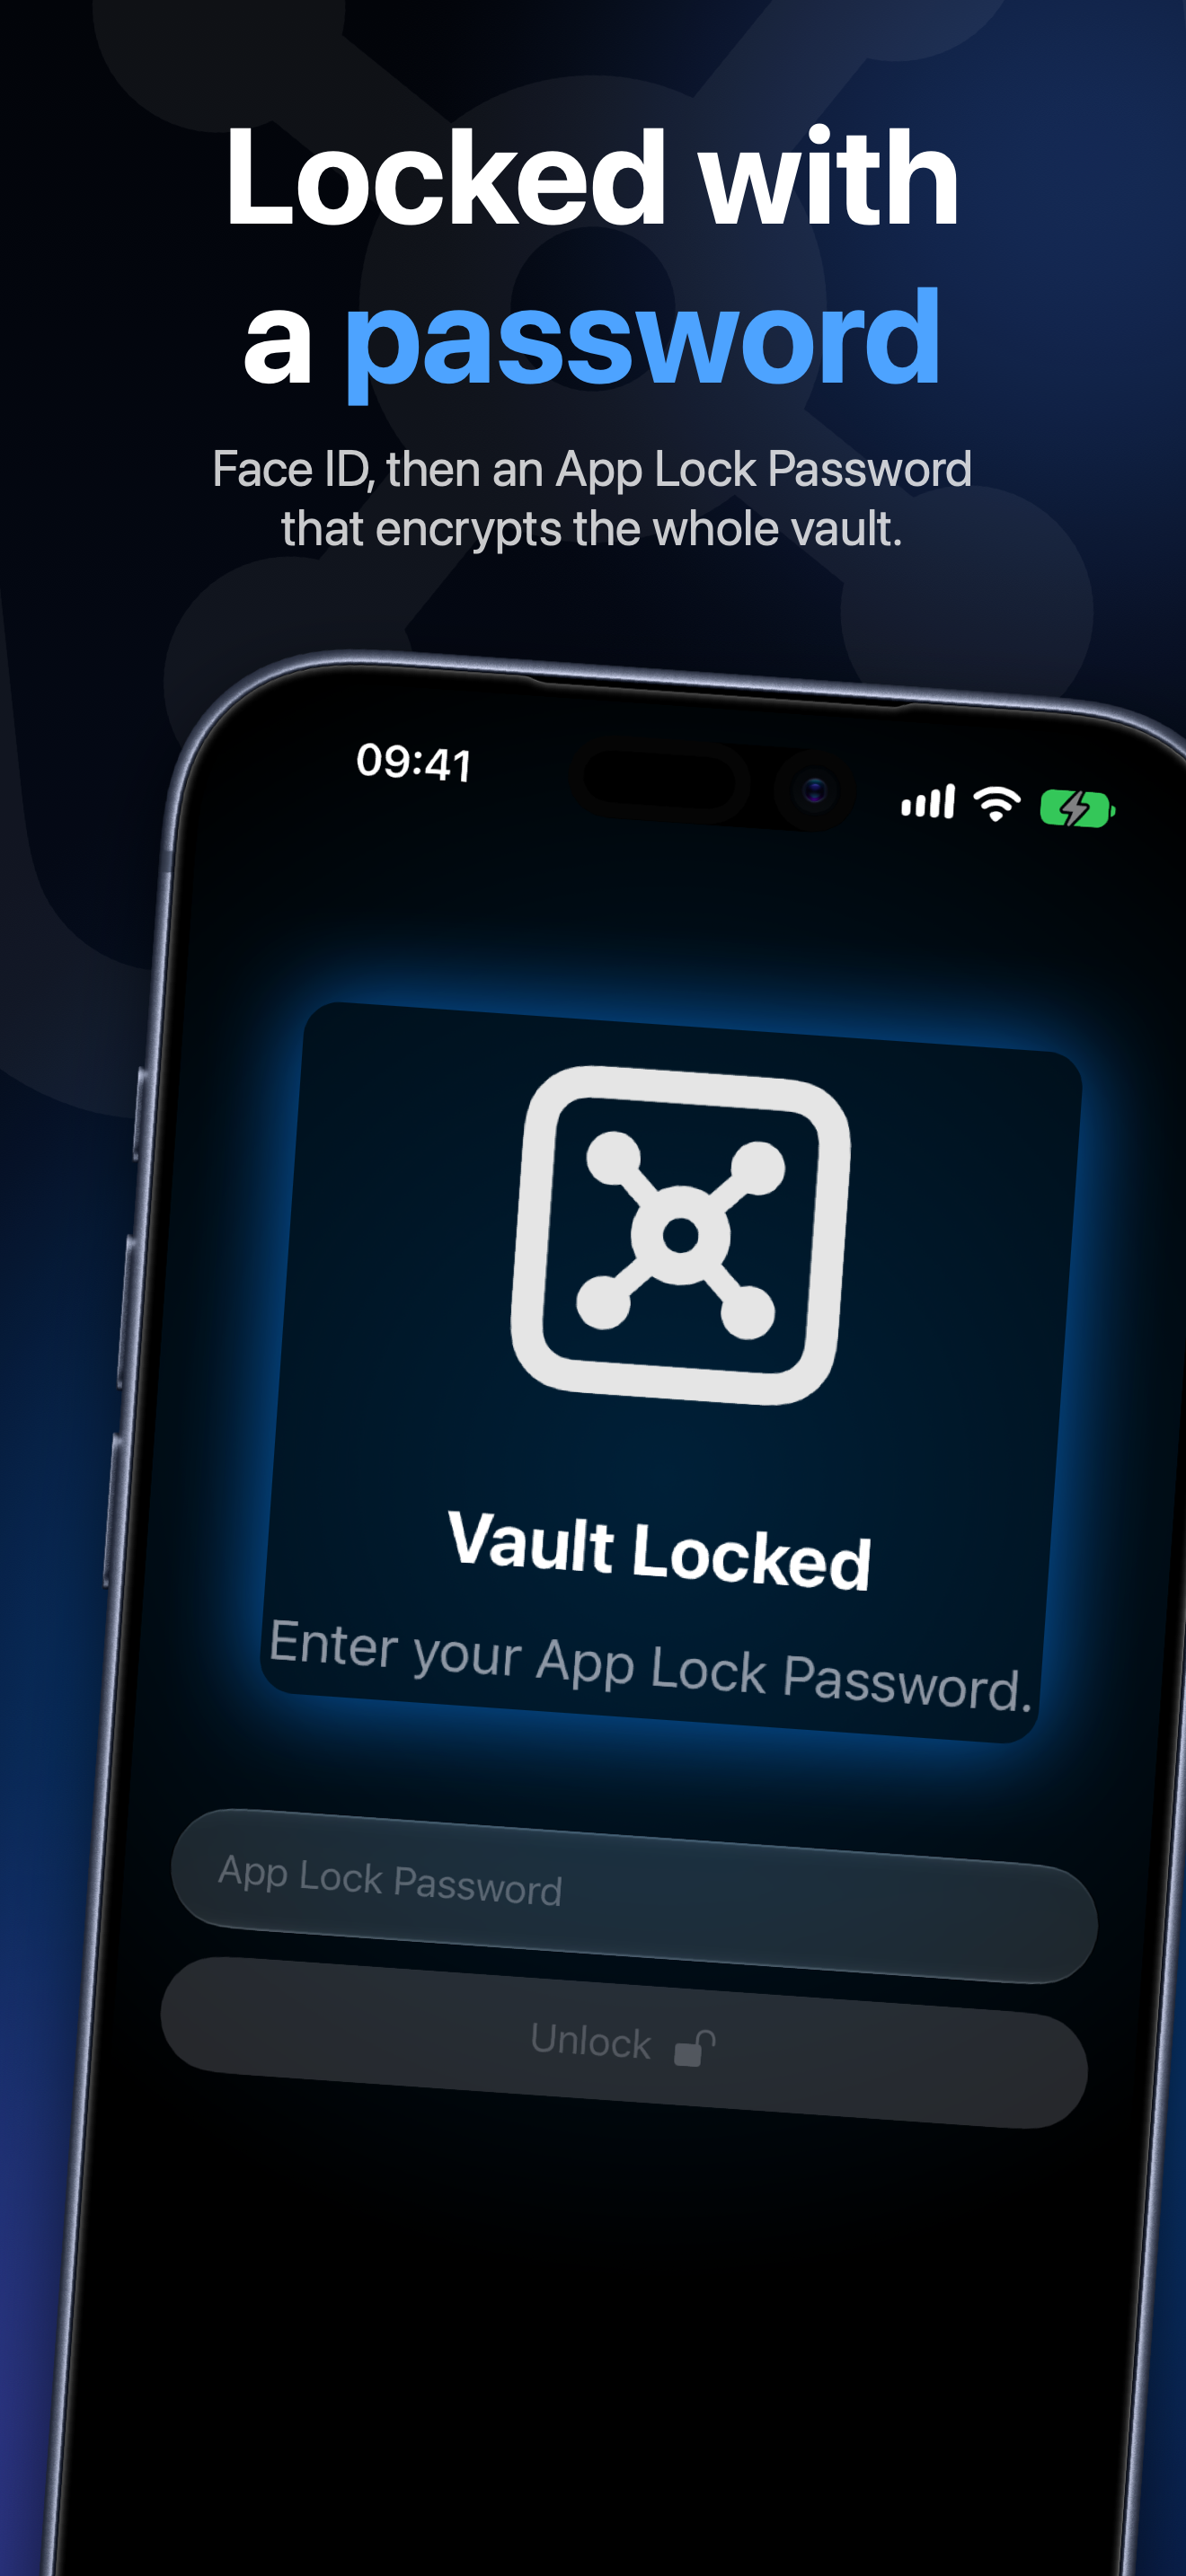 Locked with
a password
Face ID, then an App Lock Password
that encrypts the whole vault.
09:41
Vault Locked
Enter your App Lock Password.
App Lock Password
Unlock